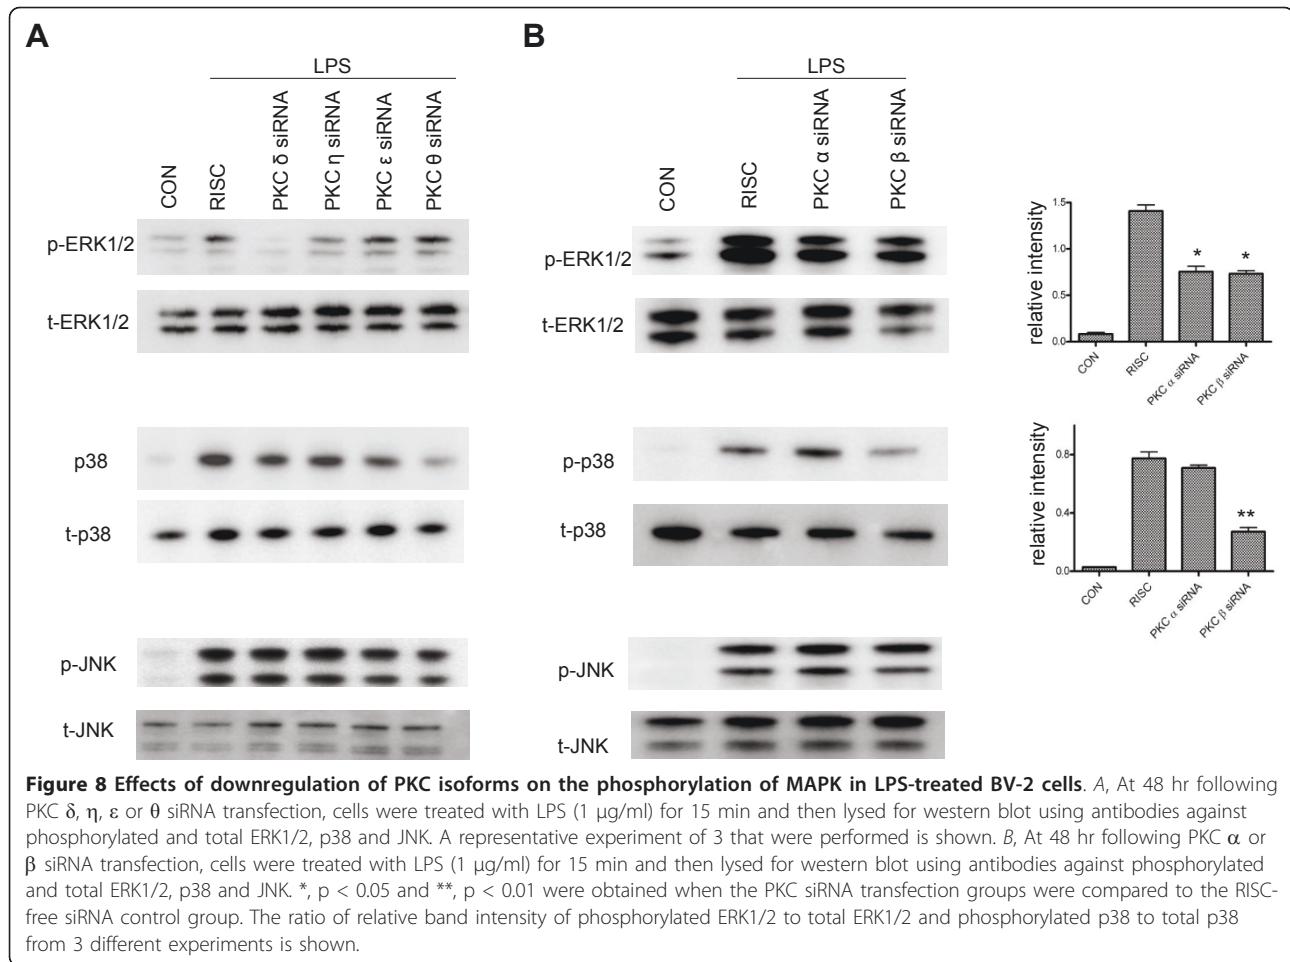 A
B
LPS
CON
RISC
PKC δ siRNA
PKC η siRNA
PKC ε siRNA
PKC θ siRNA
p-ERK1/2
t-ERK1/2
p38
t-p38
p-JNK
t-JNK
LPS
CON
RISC
PKC α siRNA
PKC β siRNA
p-ERK1/2
t-ERK1/2
p-p38
t-p38
p-JNK
t-JNK
relative intensity
1.5
1.0
0.5
0.0
*
*
CON
RISC
PKC α siRNA
PKC β siRNA
relative intensity
0.8
0.4
0.0
**
CON
RISC
PKC α siRNA
PKC β siRNA
Figure 8 Effects of downregulation of PKC isoforms on the phosphorylation of MAPK in LPS-treated BV-2 cells. A, At 48 hr following
PKC δ, η, ε or θ siRNA transfection, cells were treated with LPS (1 μg/ml) for 15 min and then lysed for western blot using antibodies against
phosphorylated and total ERK1/2, p38 and JNK. A representative experiment of 3 that were performed is shown. B, At 48 hr following PKC α or
β siRNA transfection, cells were treated with LPS (1 μg/ml) for 15 min and then lysed for western blot using antibodies against phosphorylated
and total ERK1/2, p38 and JNK. *, p < 0.05 and **, p < 0.01 were obtained when the PKC siRNA transfection groups were compared to the RISC-
free siRNA control group. The ratio of relative band intensity of phosphorylated ERK1/2 to total ERK1/2 and phosphorylated p38 to total p38
from 3 different experiments is shown.